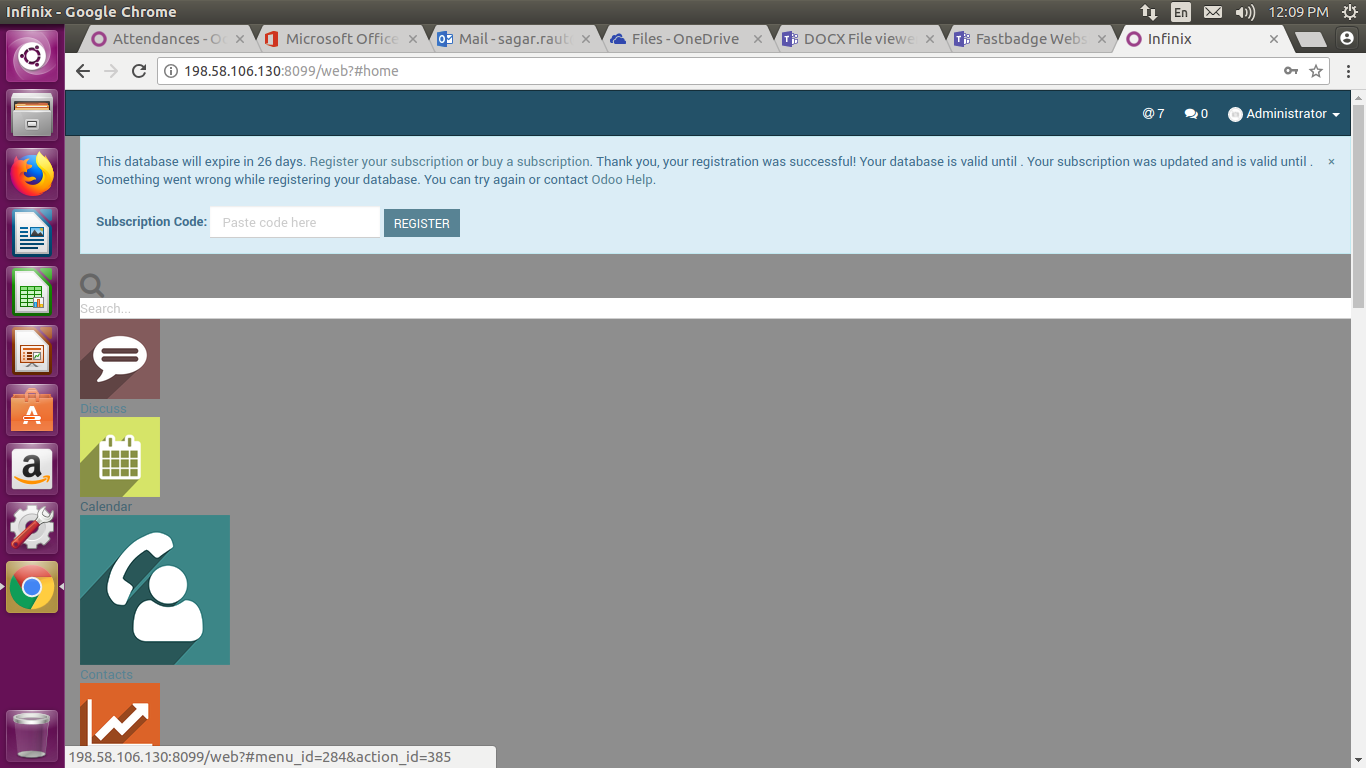 Infinix - Google Chrome
En
12:09 PM
Attendances - Oc
Microsoft Office
Mail - sagar.raut
Files - OneDrive
DOCX File viewe
Fastbadge Webs
Infinix
198.58.106.130:8099/web?#home
@ 7
0
Administrator
This database will expire in 26 days. Register your subscription or buy a subscription. Thank you, your registration was successful! Your database is valid until . Your subscription was updated and is valid until . ×
Something went wrong while registering your database. You can try again or contact Odoo Help.
Subscription Code: Paste code here REGISTER
Search...
Discuss
Calendar
Contacts
198.58.106.130:8099/web?#menu_id=284&action_id=385